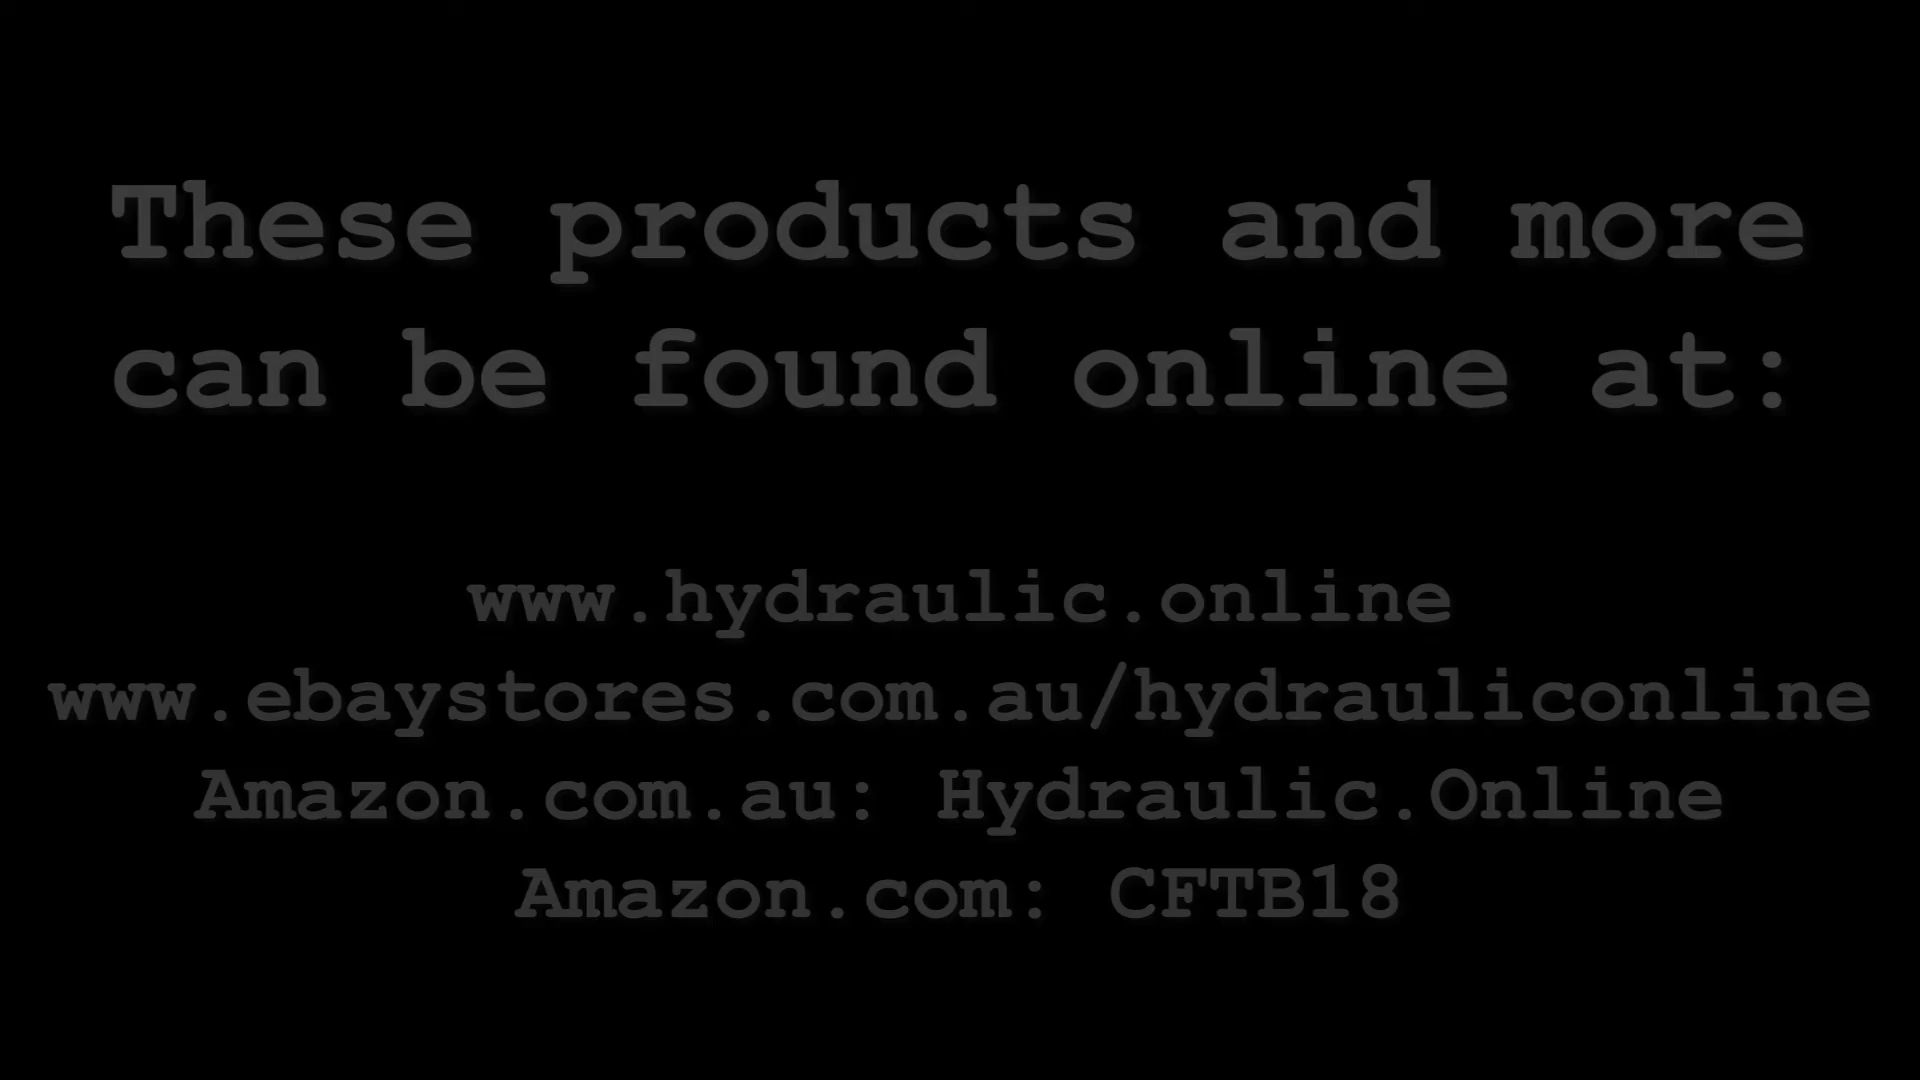 These products and more
can be found online at:
www.hydraulic.online
www.ebaystores.com.au/hydrauliconline
Amazon.com.au: Hydraulic.Online
Amazon.com: CFTB18